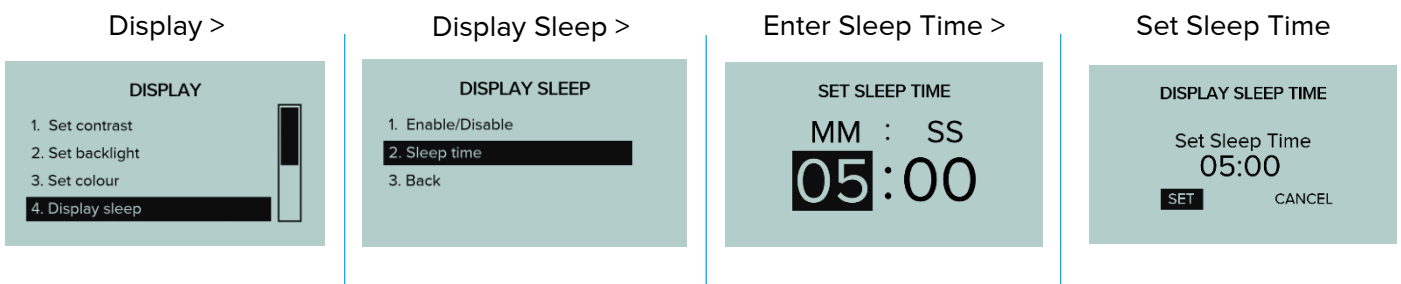 Display >
DISPLAY
1. Set contrast
2. Set backlight
3. Set colour
4. Display sleep
Display Sleep >
DISPLAY SLEEP
1. Enable/Disable
2. Sleep time
3. Back
Enter Sleep Time >
SET SLEEP TIME
MM : SS
05:00
Set Sleep Time
DISPLAY SLEEP TIME
Set Sleep Time
05:00
SET CANCEL